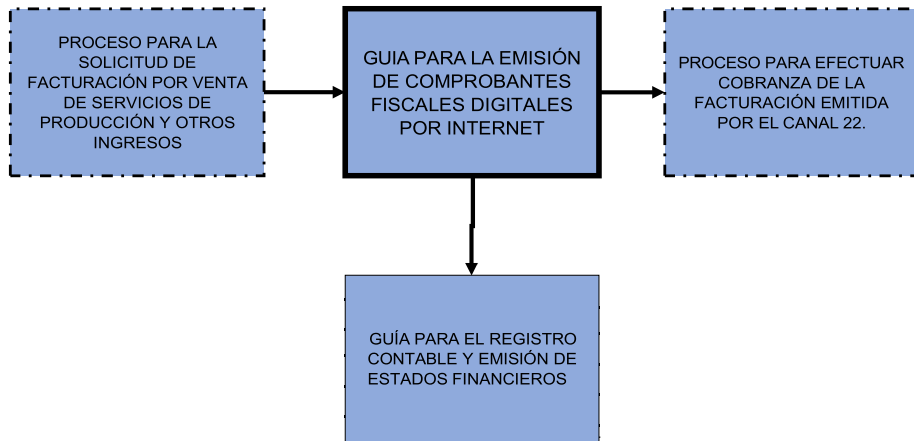 PROCESO PARA LA
SOLICITUD DE
FACTURACIÓN POR VENTA
DE SERVICIOS DE
PRODUCCIÓN Y OTROS
INGRESOS
GUIA PARA LA EMISIÓN
DE COMPROBANTES
FISCALES DIGITALES
POR INTERNET
PROCESO PARA EFECTUAR
COBRANZA DE LA
FACTURACIÓN EMITIDA
POR EL CANAL 22.
GUÍA PARA EL REGISTRO
CONTABLE Y EMISIÓN DE
ESTADOS FINANCIEROS